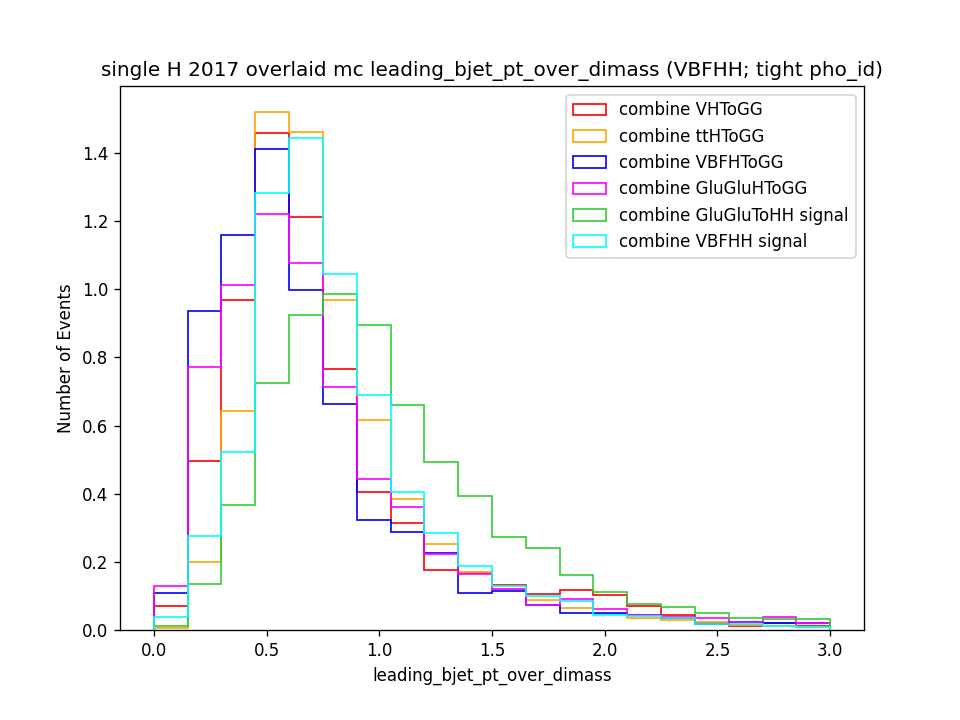 single H 2017 overlaid mc leading_bjet_pt_over_dimass (VBFHH; tight pho_id)
combine VHToGG
combine ttHToGG
combine VBFHToGG
combine GluGluHToGG
combine GluGluToHH signal
combine VBFHH signal
Number of Events
1.4
1.2
1.0
0.8
0.6
0.4
0.2
0.0
0.0 0.5 1.0 1.5 2.0 2.5 3.0
leading_bjet_pt_over_dimass